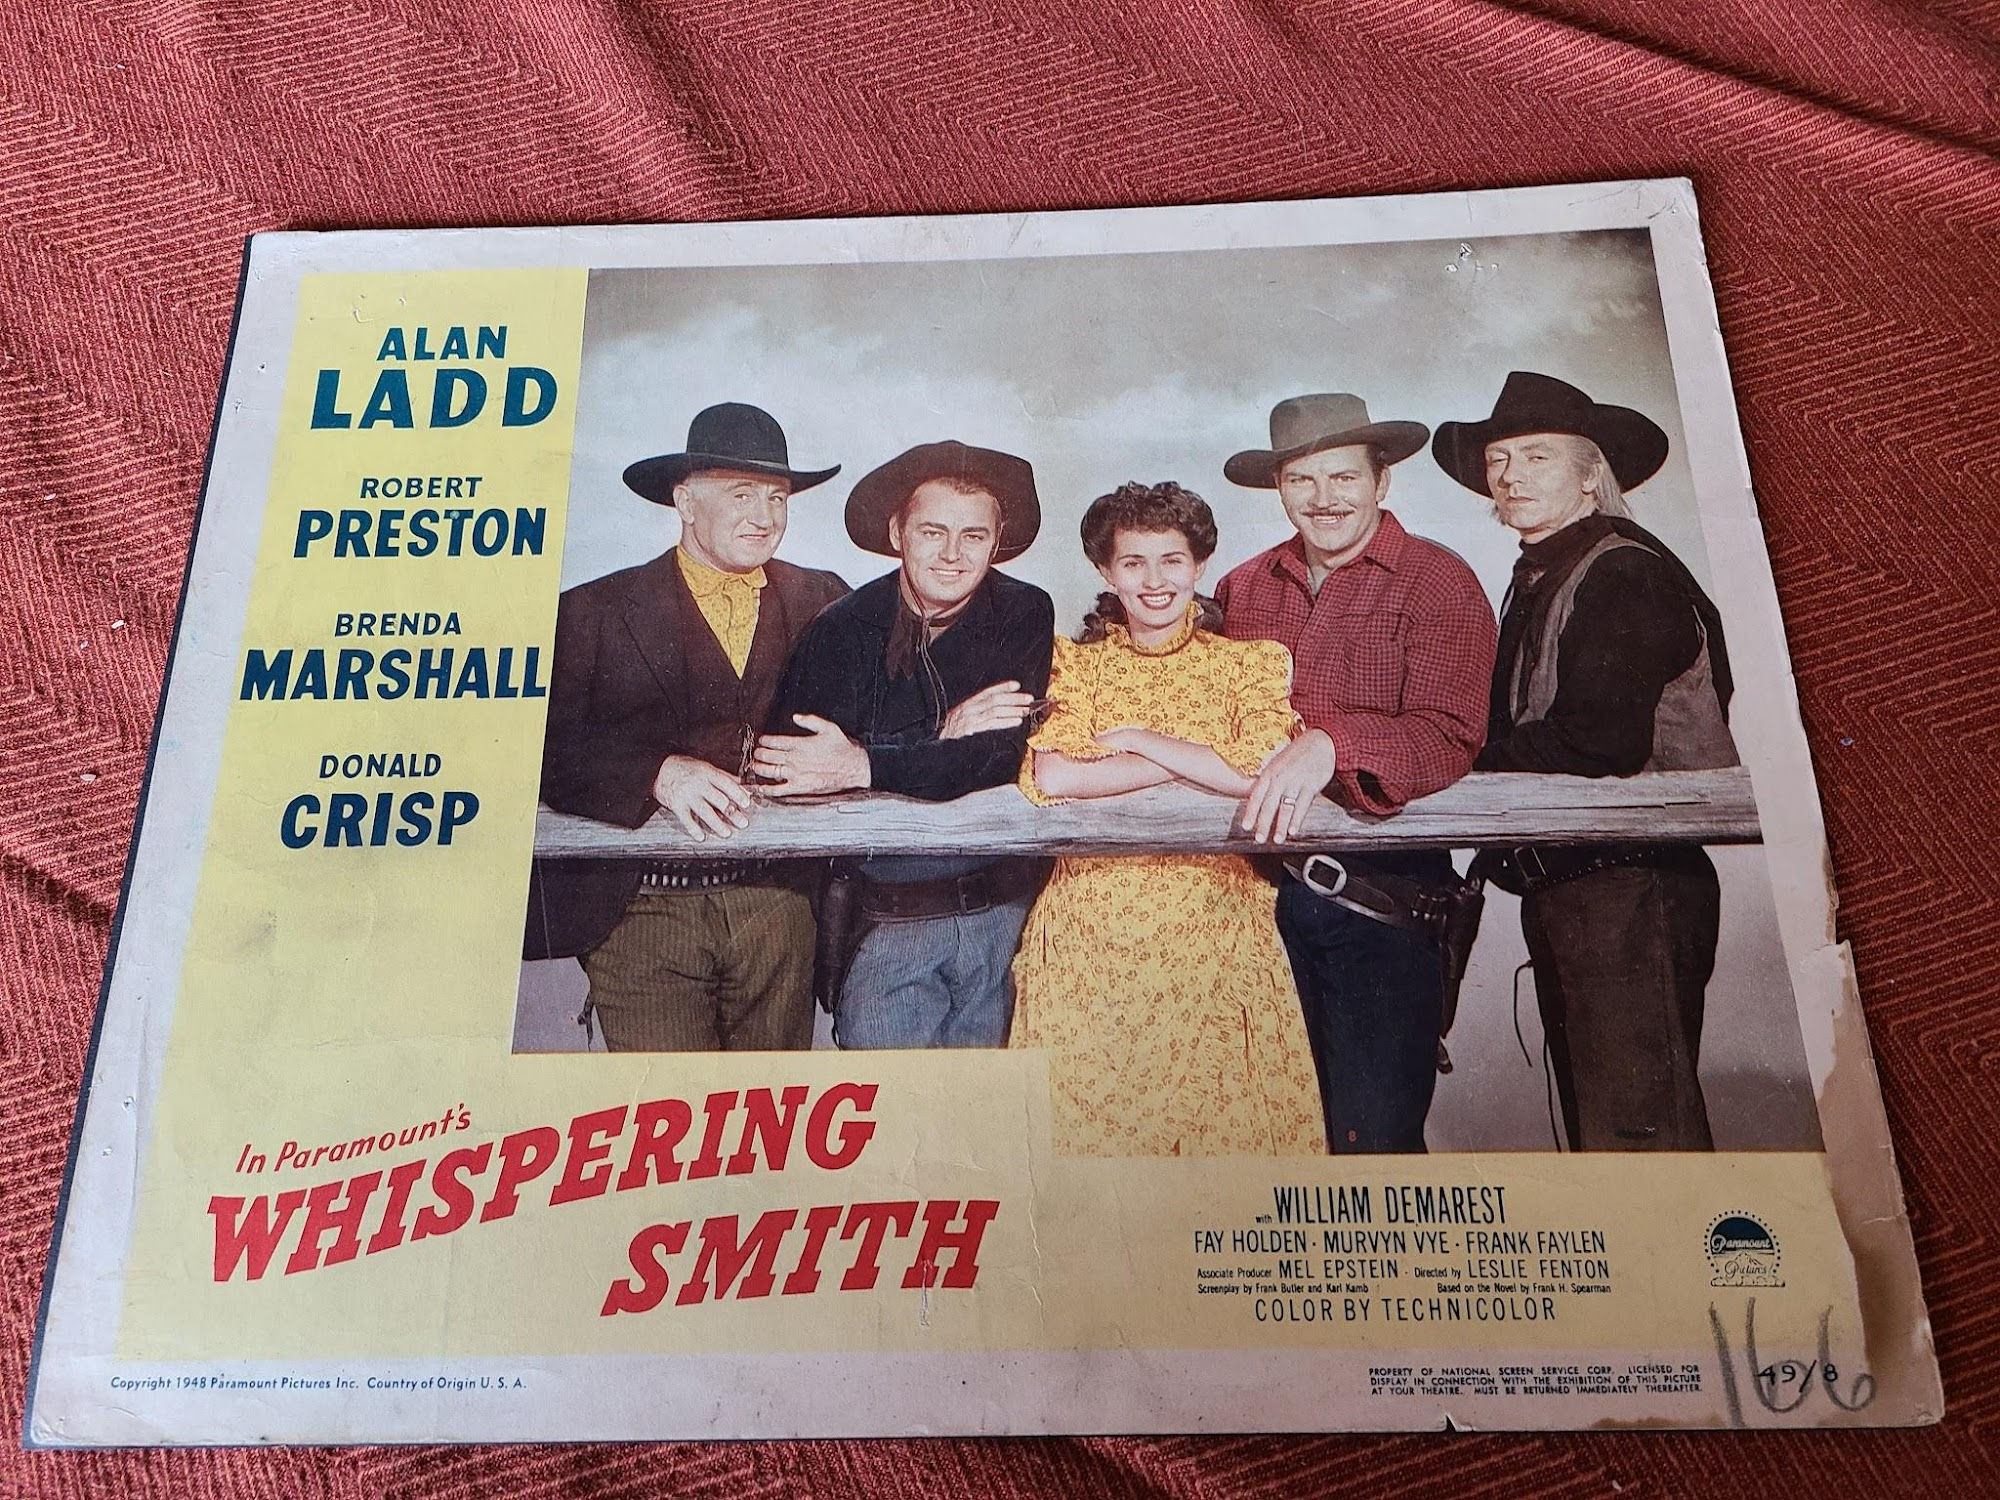 ALAN
LADD
ROBERT
PRESTON
BRENDA
MARSHALL
DONALD
CRISP
In Paramount's
WHISPERING
SMITH
8
with WILLIAM DEMAREST
FAY HOLDEN · MURVYN VYE · FRANK FAYLEN
Associate Producer MEL EPSTEIN · Directed by LESLIE FENTON
Screenplay by Frank Butler and Karl Kamb Based on the Novel by Frank H. Spearman
COLOR BY TECHNICOLOR
Paramount
Pictures
Copyright 1948 Paramount Pictures Inc. Country of Origin U. S. A.
PROPERTY OF NATIONAL SCREEN SERVICE CORP. LICENSED FOR
DISPLAY IN CONNECTION WITH THE EXHIBITION OF THIS PICTURE
AT YOUR THEATRE. MUST BE RETURNED IMMEDIATELY THEREAFTER.
49/8
166